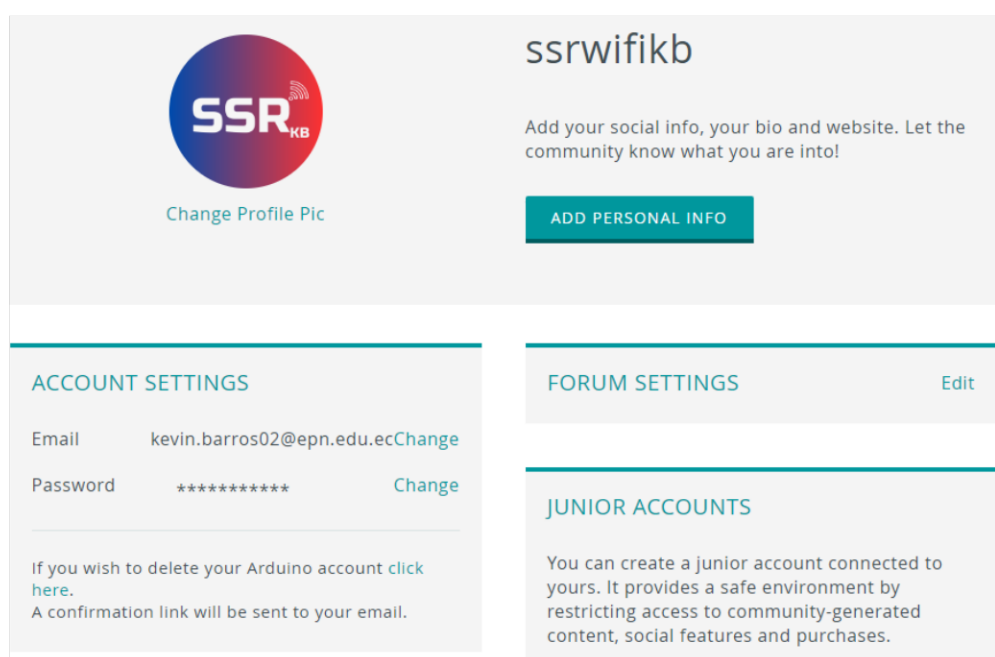 SSR KB
Change Profile Pic
ssrwifikb
Add your social info, your bio and website. Let the
community know what you are into!
ADD PERSONAL INFO
ACCOUNT SETTINGS
Email kevin.barros02@epn.edu.ec Change
Password *********** Change
If you wish to delete your Arduino account click
here.
A confirmation link will be sent to your email.
FORUM SETTINGS Edit
JUNIOR ACCOUNTS
You can create a junior account connected to
yours. It provides a safe environment by
restricting access to community-generated
content, social features and purchases.